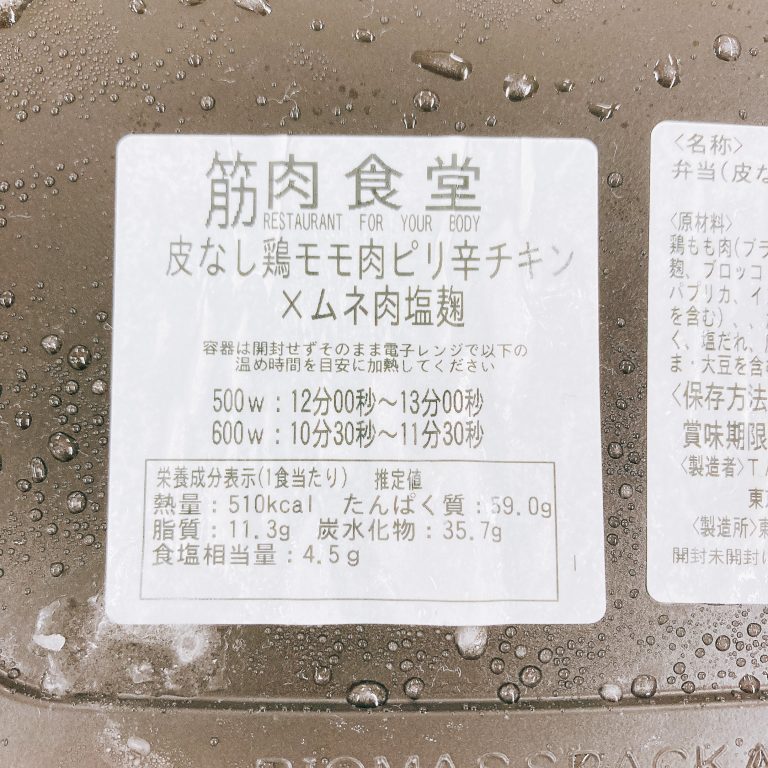 筋肉食堂
RESTAURANT FOR YOUR BODY
皮なし鶏モモ肉ピリ辛チキン
×ムネ肉塩麹
容器は開封せずそのまま電子レンジで以下の
温め時間を目安に加熱してください
500w:12分00秒~13分00秒
600w:10分30秒~11分30秒
栄養成分表示(1食当たり) 推定値
熱量:510kcal たんぱく質:59.0g
脂質:11.3g 炭水化物:35.7g
食塩相当量:4.5g
<名称>
弁当(皮な
<原材料>
鶏もも肉(ブラ
麹、ブロッコ
パプリカ、イ
を含む)、、
く、塩だれ、
ま・大豆を含
<保存方法
賞味期限
<製造者>T
東
<製造所>東
開封未開封
BIOMASSPACK